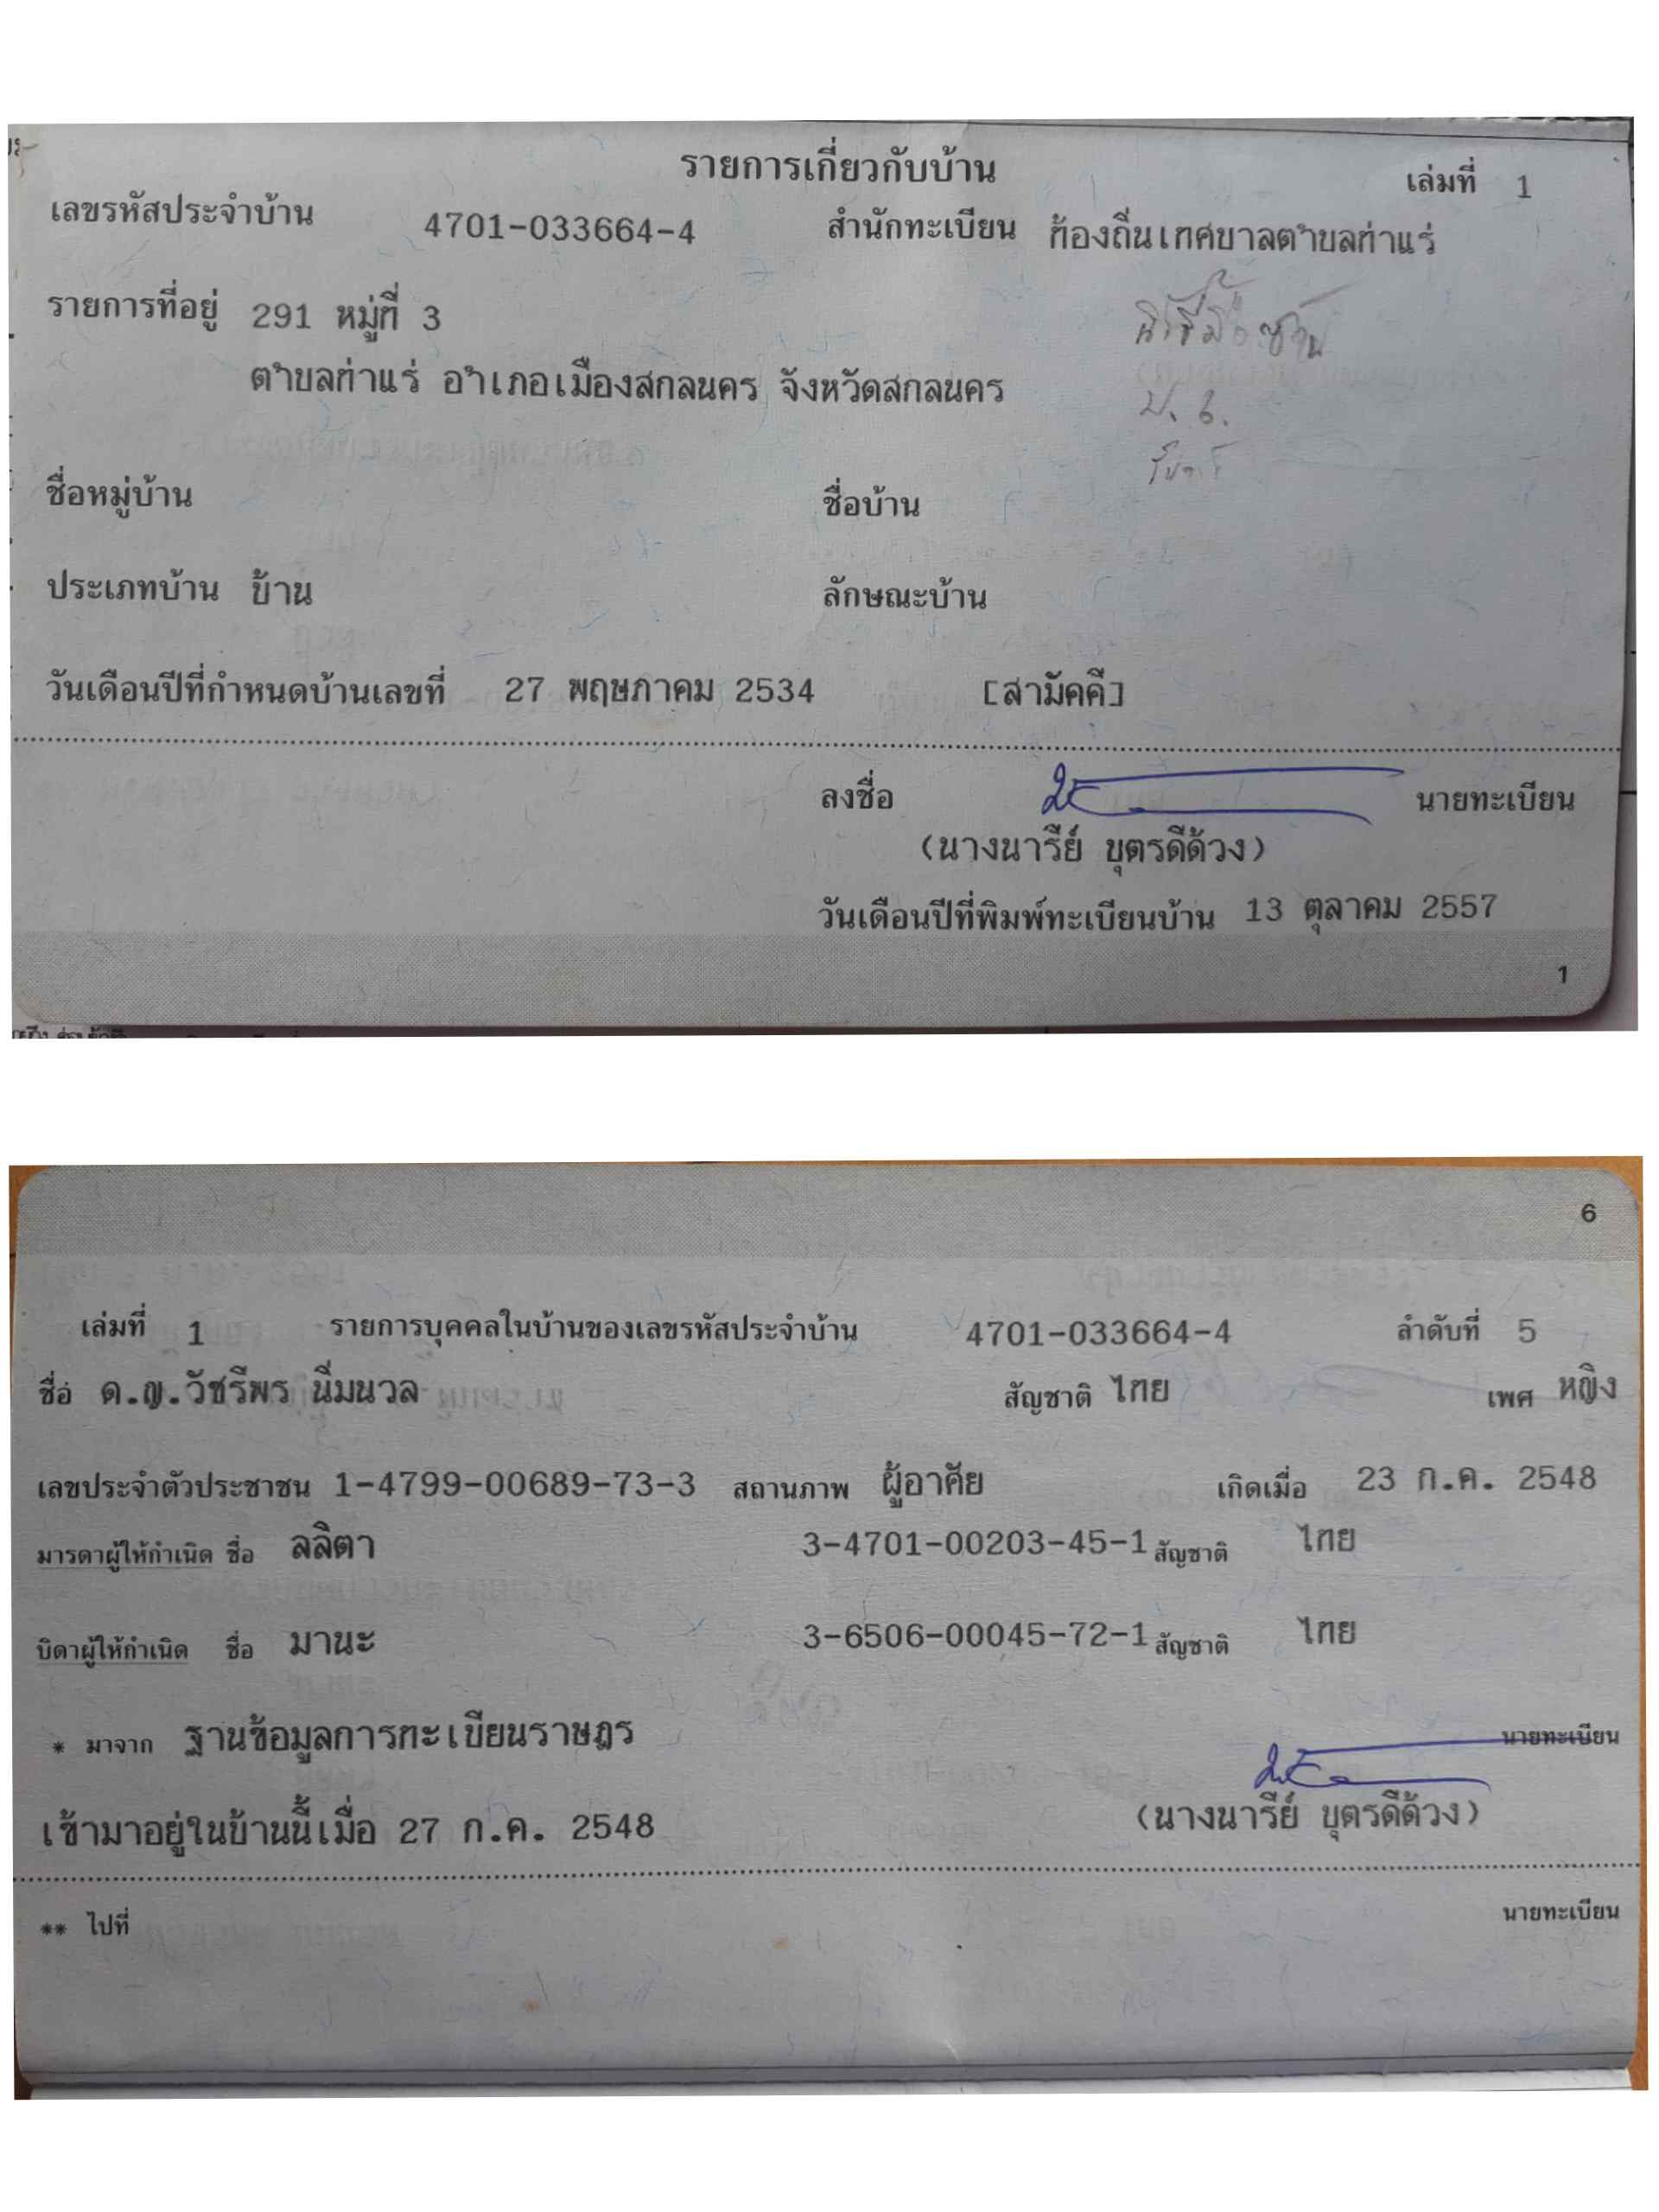 รายการเกี่ยวกับบ้าน
เล่มที่ 1
เลขรหัสประจำบ้าน 4701-033664-4 สำนักทะเบียน ท้องถิ่นเทศบาลตำบลท่าแร่
รายการที่อยู่ 291 หมู่ที่ 3
ตำบลท่าแร่ อำเภอเมืองสกลนคร จังหวัดสกลนคร
ป. 6.
ชื่อหมู่บ้าน ชื่อบ้าน
ประเภทบ้าน บ้าน ลักษณะบ้าน
วันเดือนปีที่กำหนดบ้านเลขที่ 27 พฤษภาคม 2534 [สามัคคี]
ลงชื่อ นายทะเบียน
(นางนารีย์ บุตรดีด้วง)
วันเดือนปีที่พิมพ์ทะเบียนบ้าน 13 ตุลาคม 2557
1
6
เล่มที่ 1 รายการบุคคลในบ้านของเลขรหัสประจำบ้าน 4701-033664-4 ลำดับที่ 5
ชื่อ ด.ญ.วัชรีพร นิ่มนวล สัญชาติ ไทย เพศ หญิง
เลขประจำตัวประชาชน 1-4799-00689-73-3 สถานภาพ ผู้อาศัย เกิดเมื่อ 23 ก.ค. 2548
มารดาผู้ให้กำเนิด ชื่อ ลลิตา 3-4701-00203-45-1 สัญชาติ ไทย
บิดาผู้ให้กำเนิด ชื่อ มานะ 3-6506-00045-72-1 สัญชาติ ไทย
* มาจาก ฐานข้อมูลการทะเบียนราษฎร นายทะเบียน
เข้ามาอยู่ในบ้านนี้เมื่อ 27 ก.ค. 2548 (นางนารีย์ บุตรดีด้วง)
** ไปที่ นายทะเบียน